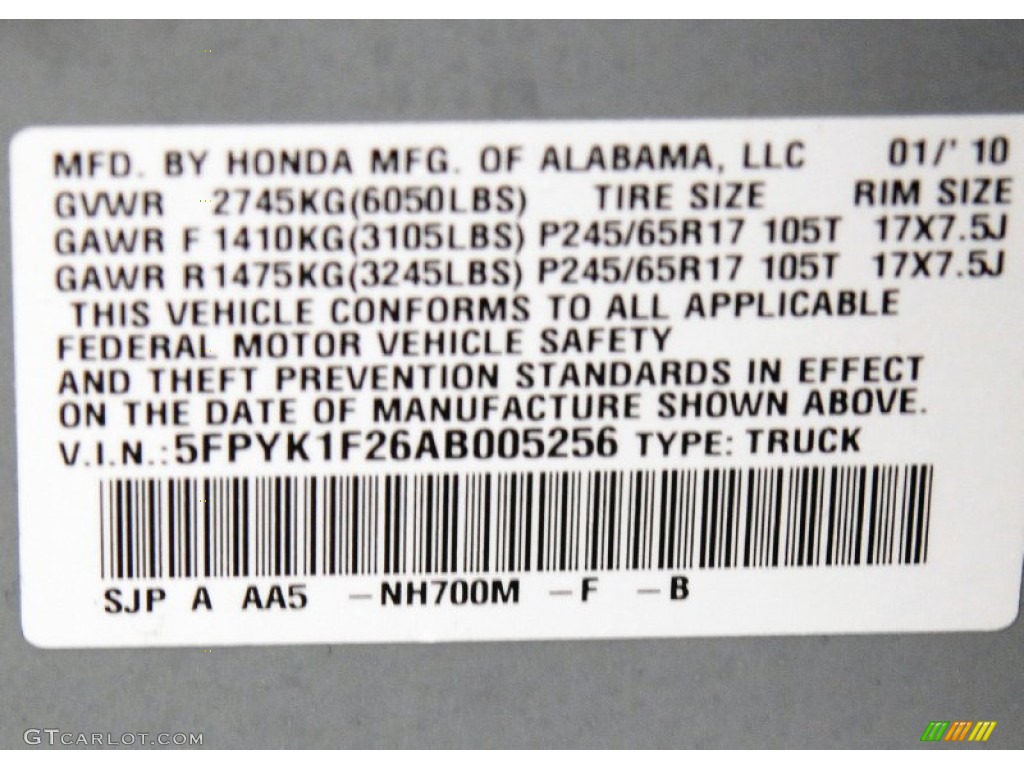 MFD. BY HONDA MFG. OF ALABAMA, LLC 01/' 10
GVWR 2745KG(6050LBS) TIRE SIZE RIM SIZE
GAWR F 1410KG(3105LBS) P245/65R17 105T 17X7.5J
GAWR R 1475KG(3245LBS) P245/65R17 105T 17X7.5J
THIS VEHICLE CONFORMS TO ALL APPLICABLE
FEDERAL MOTOR VEHICLE SAFETY
AND THEFT PREVENTION STANDARDS IN EFFECT
ON THE DATE OF MANUFACTURE SHOWN ABOVE.
V.I.N.:5FPYK1F26AB005256 TYPE: TRUCK
SJP A AA5 –NH700M –F –B
GTCARLOT.COM